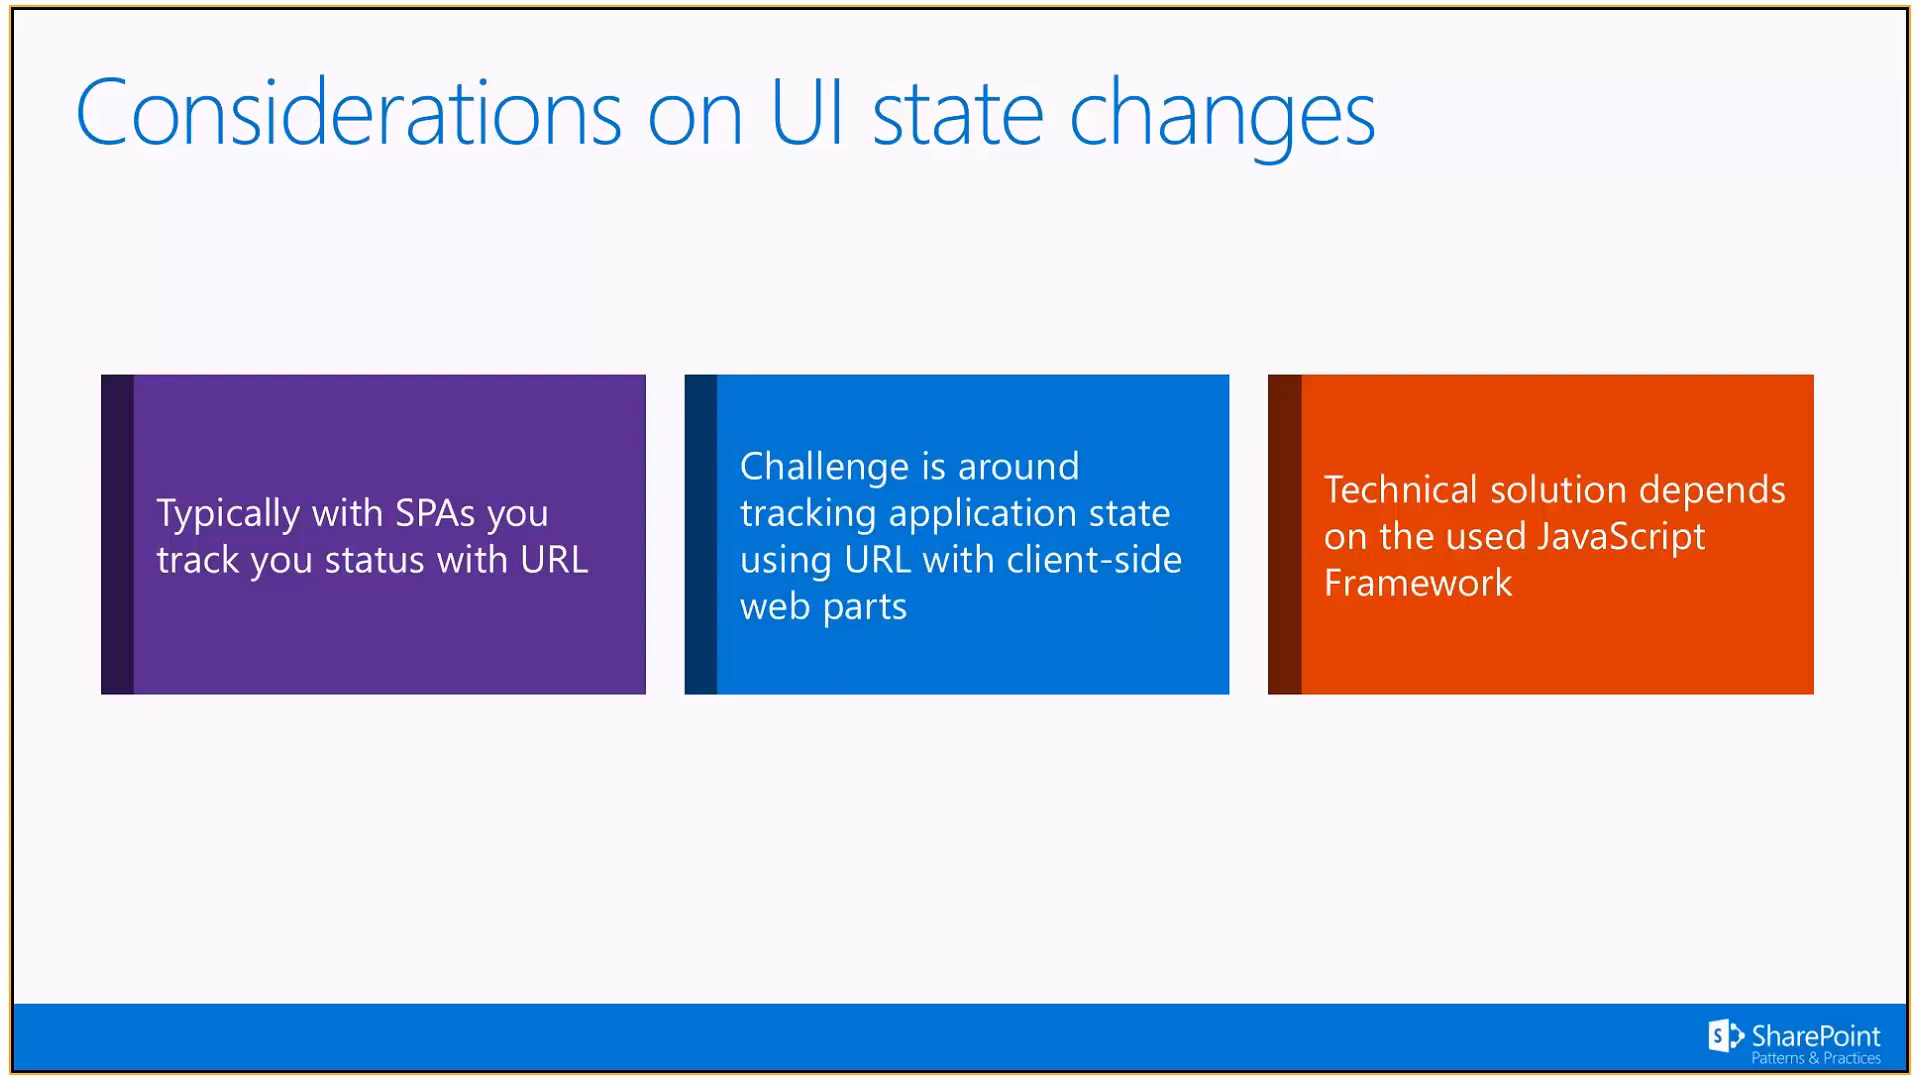 Considerations on UI state changes
Typically with SPAs you
track you status with URL
Challenge is around
tracking application state
using URL with client-side
web parts
Technical solution depends
on the used JavaScript
Framework
SharePoint
Patterns & Practices